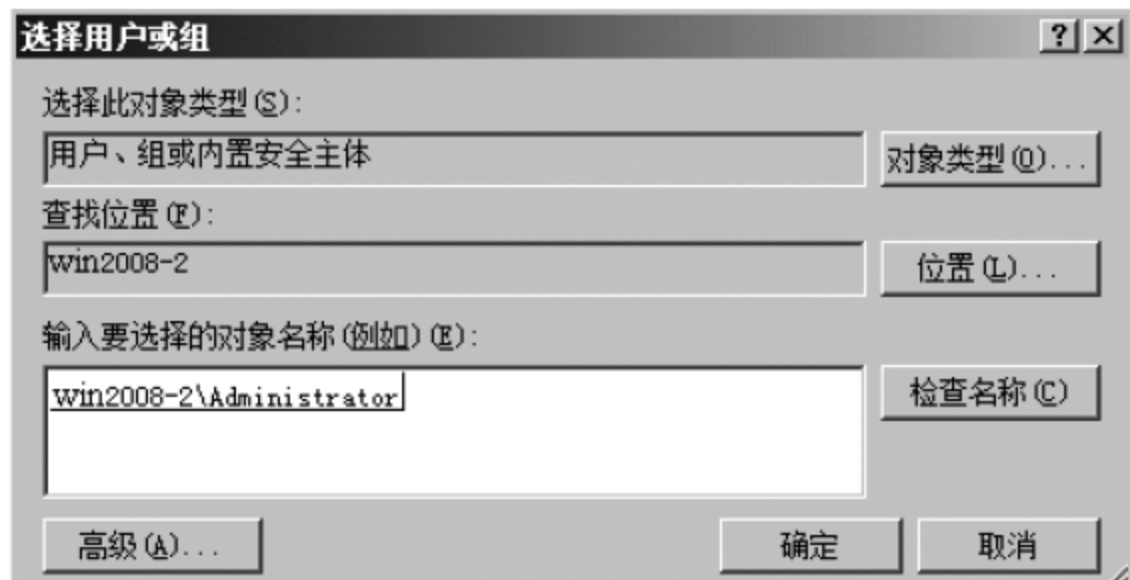 选择用户或组
选择此对象类型(S):
用户、组或内置安全主体
对象类型(O)...
查找位置(F):
win2008-2
位置(L)...
输入要选择的对象名称(例如)(E):
win2008-2\Administrator
检查名称(C)
高级(A)...
确定
取消